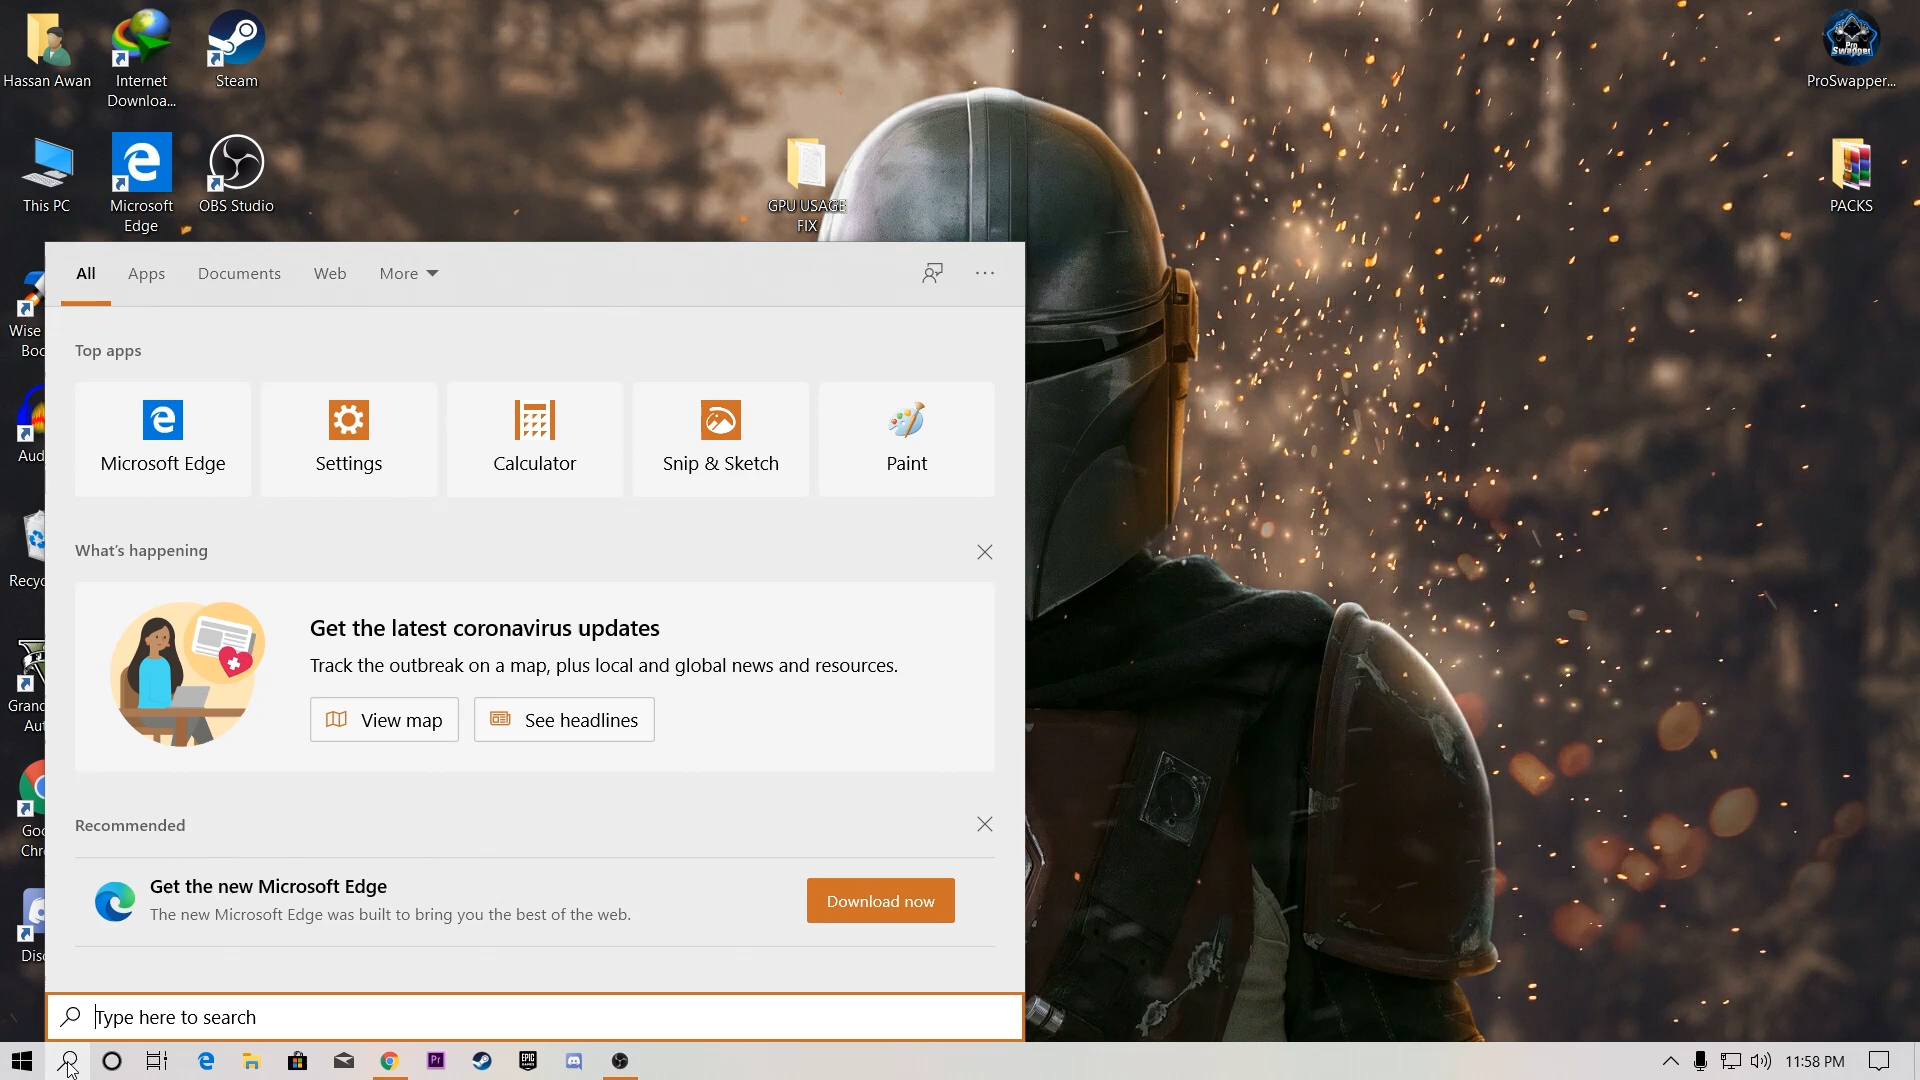 Hassan Awan
Internet
Downloa...
Steam
ProSwapper...
This PC
Microsoft
Edge
OBS Studio
GPU USAGE
FIX
PACKS
All
Apps
Documents
Web
More
Wise
Boo
Top apps
Microsoft Edge
Settings
Calculator
Snip & Sketch
Paint
Aud
What's happening
Recyc
Get the latest coronavirus updates
Track the outbreak on a map, plus local and global news and resources.
View map
See headlines
Grand
Aut
Recommended
Goo
Chr
Get the new Microsoft Edge
The new Microsoft Edge was built to bring you the best of the web.
Download now
Disc
Type here to search
Pr
EPIC
GAMES
11:58 PM